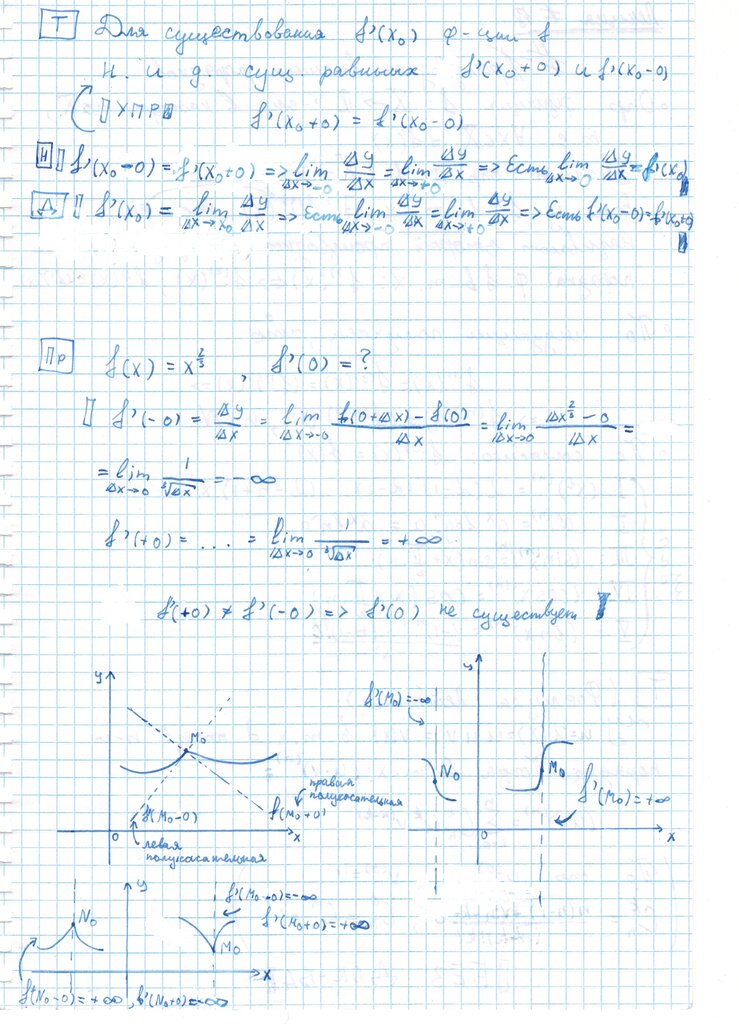 Т Для существования f'(x₀) ф-ции f
н. и д. сущ. равных f'(x₀+0) и f'(x₀-0)
УПР f'(x₀+0) = f'(x₀-0)
Н f'(x₀-0) = f'(x₀+0) => lim Δx→-0 Δy/Δx = lim Δx→+0 Δy/Δx => Есть lim Δx→0 Δy/Δx = f'(x₀)
Д f'(x₀) = lim Δx→x₀ Δy/Δx => Есть lim Δx→-0 Δy/Δx = lim Δx→+0 Δy/Δx => Есть f'(x₀-0) = f'(x₀+0)
Пр f(x) = x^(2/3), f'(0) = ?
f'(-0) = Δy/Δx = lim Δx→-0 (f(0+Δx) - f(0))/Δx = lim Δx→0 (Δx^(2/3) - 0)/Δx =
= lim Δx→0 1/∛Δx = -∞
f'(+0) = .... = lim Δx→0 1/∛Δx = +∞
f'(+0) ≠ f'(-0) => f'(0) не существует
y
M₀
f'(M₀-0)
правая
полукасательная
f'(M₀+0)
0
x
левая
полукасательная
y
f'(M₀) = -∞
N₀
M₀
f'(M₀) = +∞
0
x
y
N₀
f'(M₀-0) = -∞
f'(M₀+0) = +∞
M₀
x
f'(N₀-0) = +∞, f'(N₀+0) = -∞